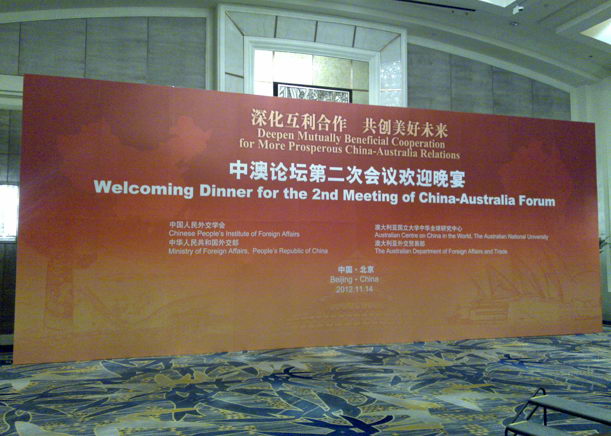 深化互利合作　共创美好未来
Deepen Mutually Beneficial Cooperation
for More Prosperous China-Australia Relations
中澳论坛第二次会议欢迎晚宴
Welcoming Dinner for the 2nd Meeting of China-Australia Forum
中国人民外交学会
Chinese People's Institute of Foreign Affairs
中华人民共和国外交部
Ministry of Foreign Affairs, People's Republic of China
澳大利亚国立大学中华全球研究中心
Australian Centre on China in the World, The Australian National University
澳大利亚外交贸易部
The Australian Department of Foreign Affairs and Trade
中国·北京
Beijing·China
2012.11.14